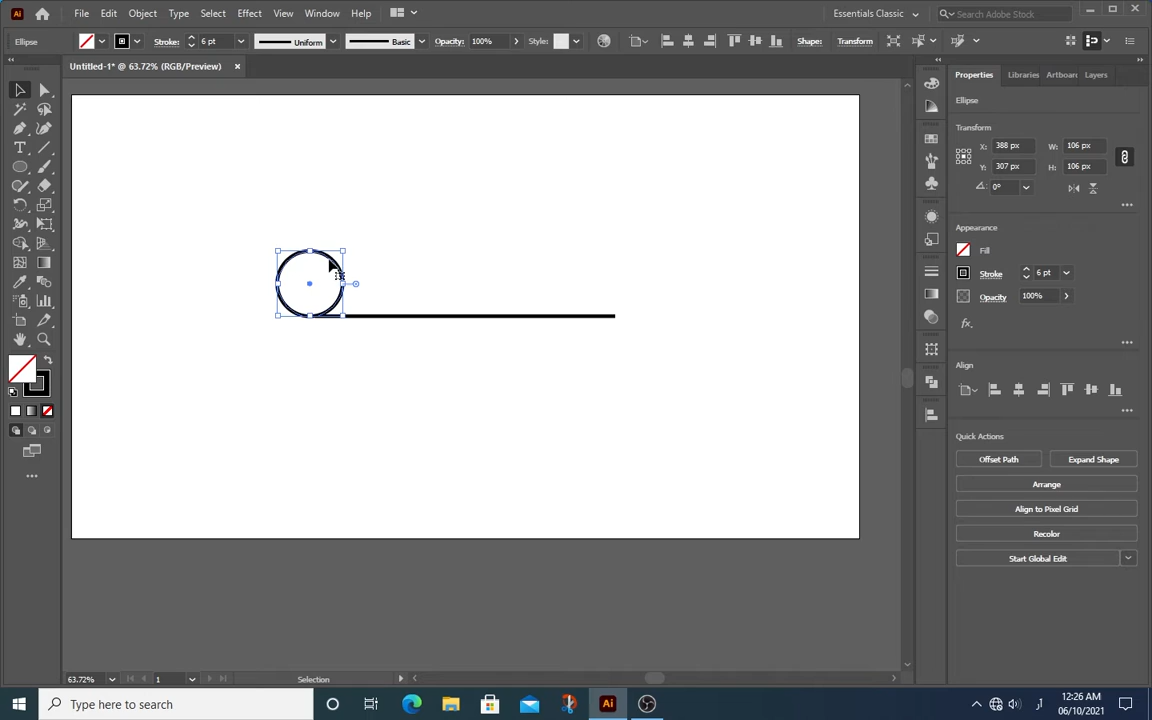 Ai File Edit Object Type Select Effect View Window Help Essentials Classic Search Adobe Stock
Ellipse Stroke: 6 pt Uniform Basic Opacity: 100% Style: Shape: Transform
Untitled-1* @ 63.72% (RGB/Preview) ×
Properties Libraries Artboar Layers
Ellipse
Transform
X: 388 px W: 106 px
Y: 307 px H: 106 px
0°
Appearance
Fill
Stroke 6 pt
Opacity 100%
fx.
Align
Quick Actions
Offset Path Expand Shape
Arrange
Align to Pixel Grid
Recolor
Start Global Edit
63.72% 1 Selection
Type here to search
Ai
12:26 AM
06/10/2021